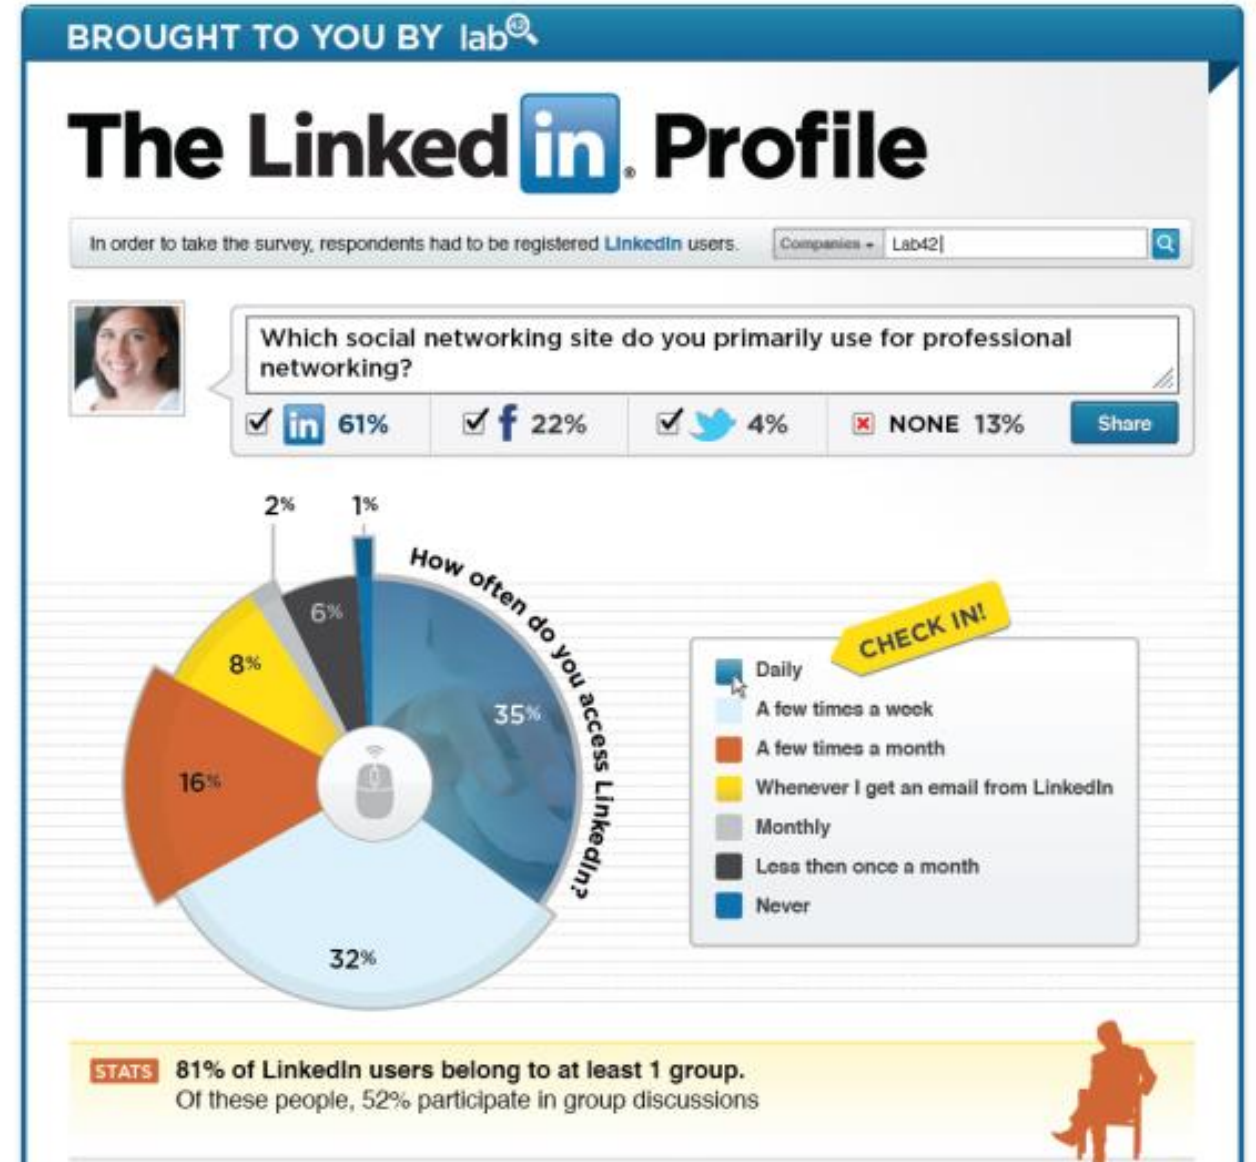 BROUGHT TO YOU BY lab42
The Linked in® Profile
In order to take the survey, respondents had to be registered LinkedIn users.
Companies Lab42
Which social networking site do you primarily use for professional
networking?
in 61% f 22% 4% NONE 13% Share
2% 1%
How often do you access LinkedIn?
6%
8%
35%
16%
32%
CHECK IN!
Daily
A few times a week
A few times a month
Whenever I get an email from LinkedIn
Monthly
Less then once a month
Never
STATS 81% of LinkedIn users belong to at least 1 group.
Of these people, 52% participate in group discussions